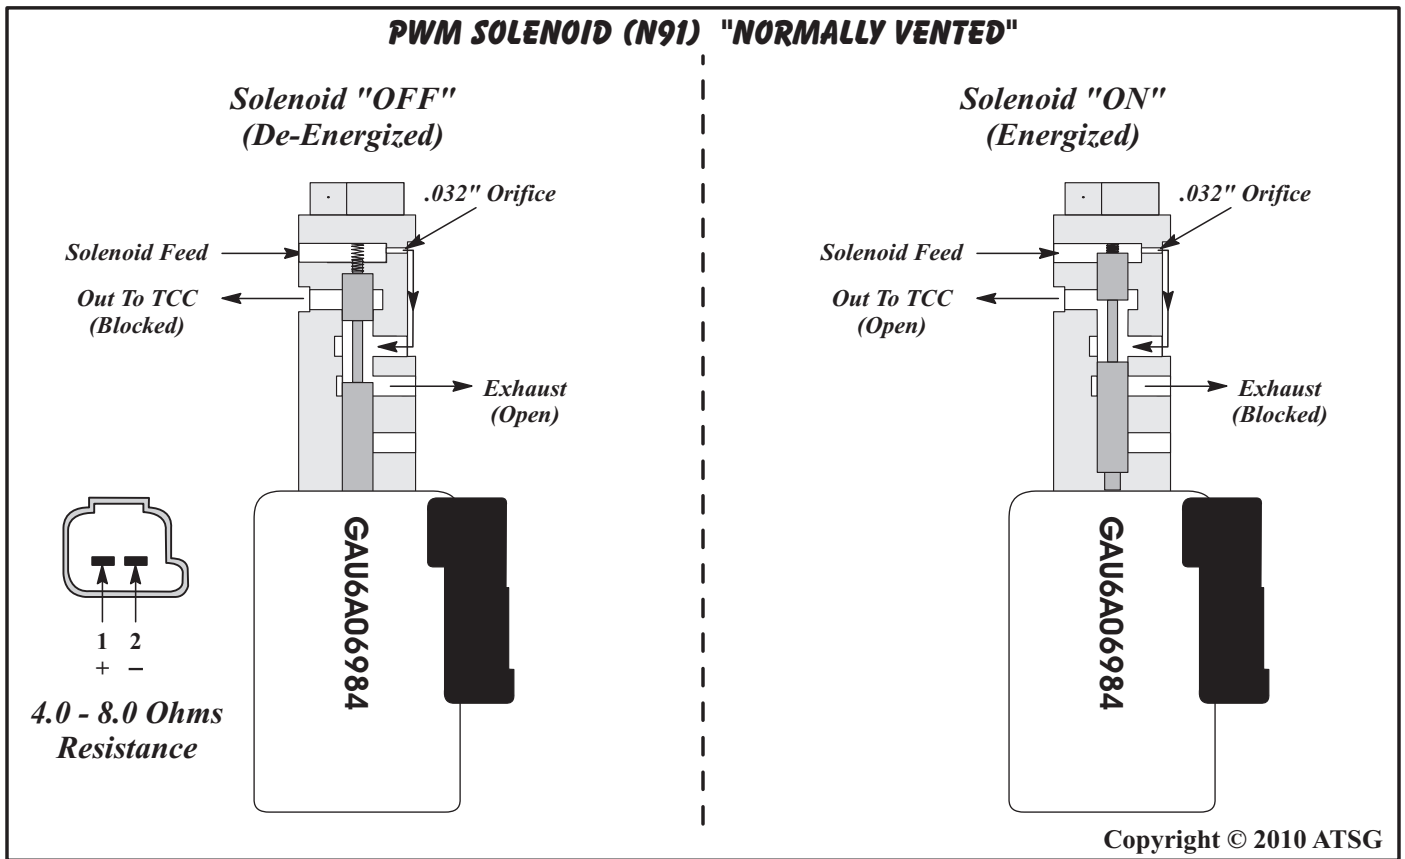 PWM SOLENOID (N91) "NORMALLY VENTED"
Solenoid "OFF"
(De-Energized)
.032" Orifice
Solenoid Feed
Out To TCC
(Blocked)
Exhaust
(Open)
GAU6A06984
1 2
+ –
4.0 - 8.0 Ohms
Resistance
Solenoid "ON"
(Energized)
.032" Orifice
Solenoid Feed
Out To TCC
(Open)
Exhaust
(Blocked)
GAU6A06984
Copyright © 2010 ATSG